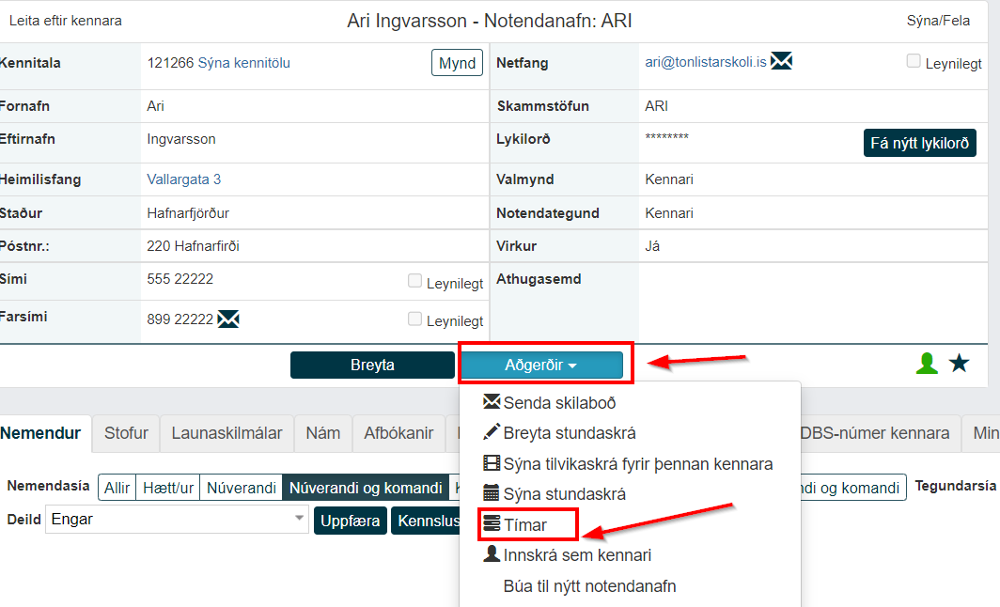 Leita eftir kennara Ari Ingvarsson - Notendanafn: ARI Sýna/Fela
Kennitala 121266 Sýna kennitölu Mynd Netfang ari@tonlistarskoli.is Leynilegt
Fornafn Ari Skammstöfun ARI
Eftirnafn Ingvarsson Lykilorð ******** Fá nýtt lykilorð
Heimilisfang Vallargata 3 Valmynd Kennari
Staður Hafnarfjörður Notendategund Kennari
Póstnr.: 220 Hafnarfirði Virkur Já
Sími 555 22222 Leynilegt Athugasemd
Farsími 899 22222 Leynilegt
Breyta Aðgerðir
Senda skilaboð
Breyta stundaskrá
Sýna tilvikaskrá fyrir þennan kennara
Sýna stundaskrá
Tímar
Innskrá sem kennari
Búa til nýtt notendanafn
Nemendur Stofur Launaskilmálar Nám Afbókanir DBS-númer kennara Min
Nemendasía Allir Hætt/ur Núverandi Núverandi og komandi ndi og komandi Tegundarsía
Deild Engar Uppfæra Kennslus